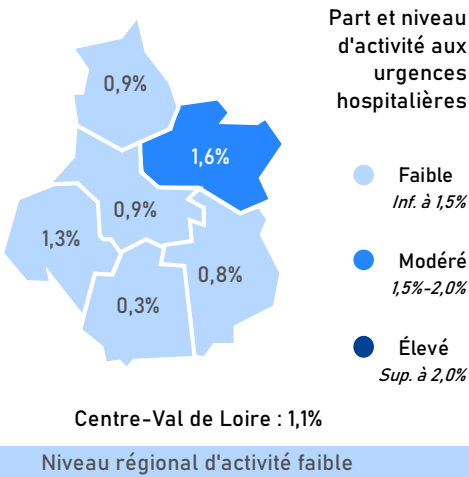 Part et niveau
d'activité aux
urgences
hospitalières
0,9%
1,6%
0,9%
1,3%
0,8%
0,3%
Faible
Inf. à 1,5%
Modéré
1,5%-2,0%
Élevé
Sup. à 2,0%
Centre-Val de Loire : 1,1%
Niveau régional d'activité faible